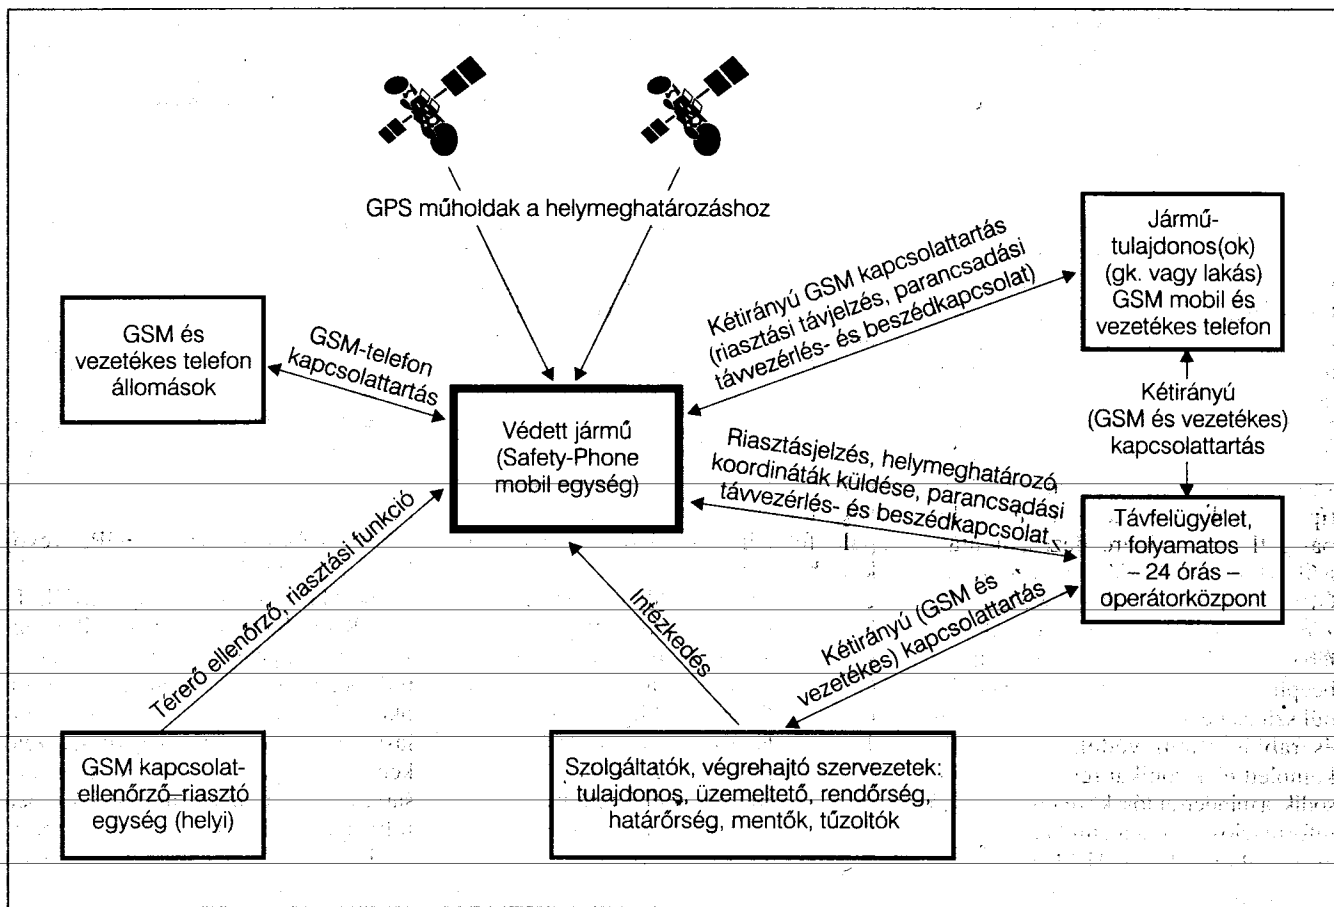 GPS műholdak a helymeghatározáshoz
Jármű-
tulajdonos(ok)
(gk. vagy lakás)
GSM mobil és
vezetékes telefon
Kétirányú GSM kapcsolattartás
(riasztási távjelzés, parancsadási
távvezérlés- és beszédkapcsolat)
GSM és
vezetékes telefon
állomások
GSM-telefon
kapcsolattartás
Védett jármű
(Safety-Phone
mobil egység)
Kétirányú
(GSM és vezetékes)
kapcsolattartás
Riasztásjelzés, helymeghatározó,
koordináták küldése, parancsadási
távvezérlés- és beszédkapcsolat
Távfelügyelet,
folyamatos
– 24 órás –
operátorközpont
Térerő ellenőrző, riasztási funkció
Intézkedés
Kétirányú (GSM és
vezetékes) kapcsolattartás
GSM kapcsolat-
ellenőrző–riasztó
egység (helyi)
Szolgáltatók, végrehajtó szervezetek:
tulajdonos, üzemeltető, rendőrség,
határőrség, mentők, tűzoltók